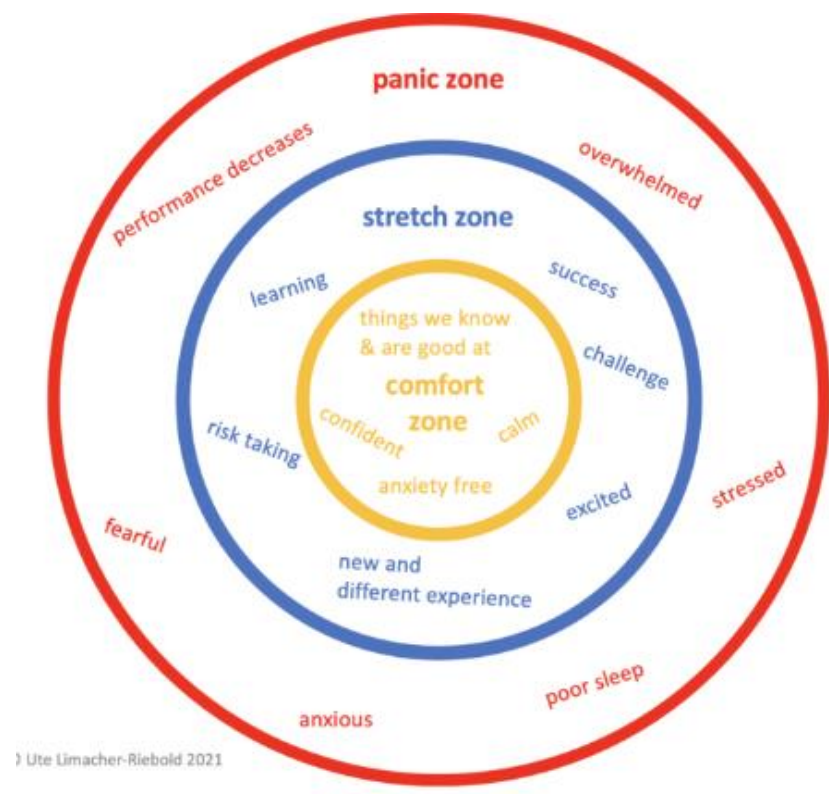 panic zone
performance decreases
overwhelmed
stretch zone
learning
success
things we know
& are good at
challenge
comfort
zone
confident
calm
risk taking
anxiety free
excited
stressed
fearful
new and
different experience
poor sleep
anxious
Ute Limacher-Riebold 2021